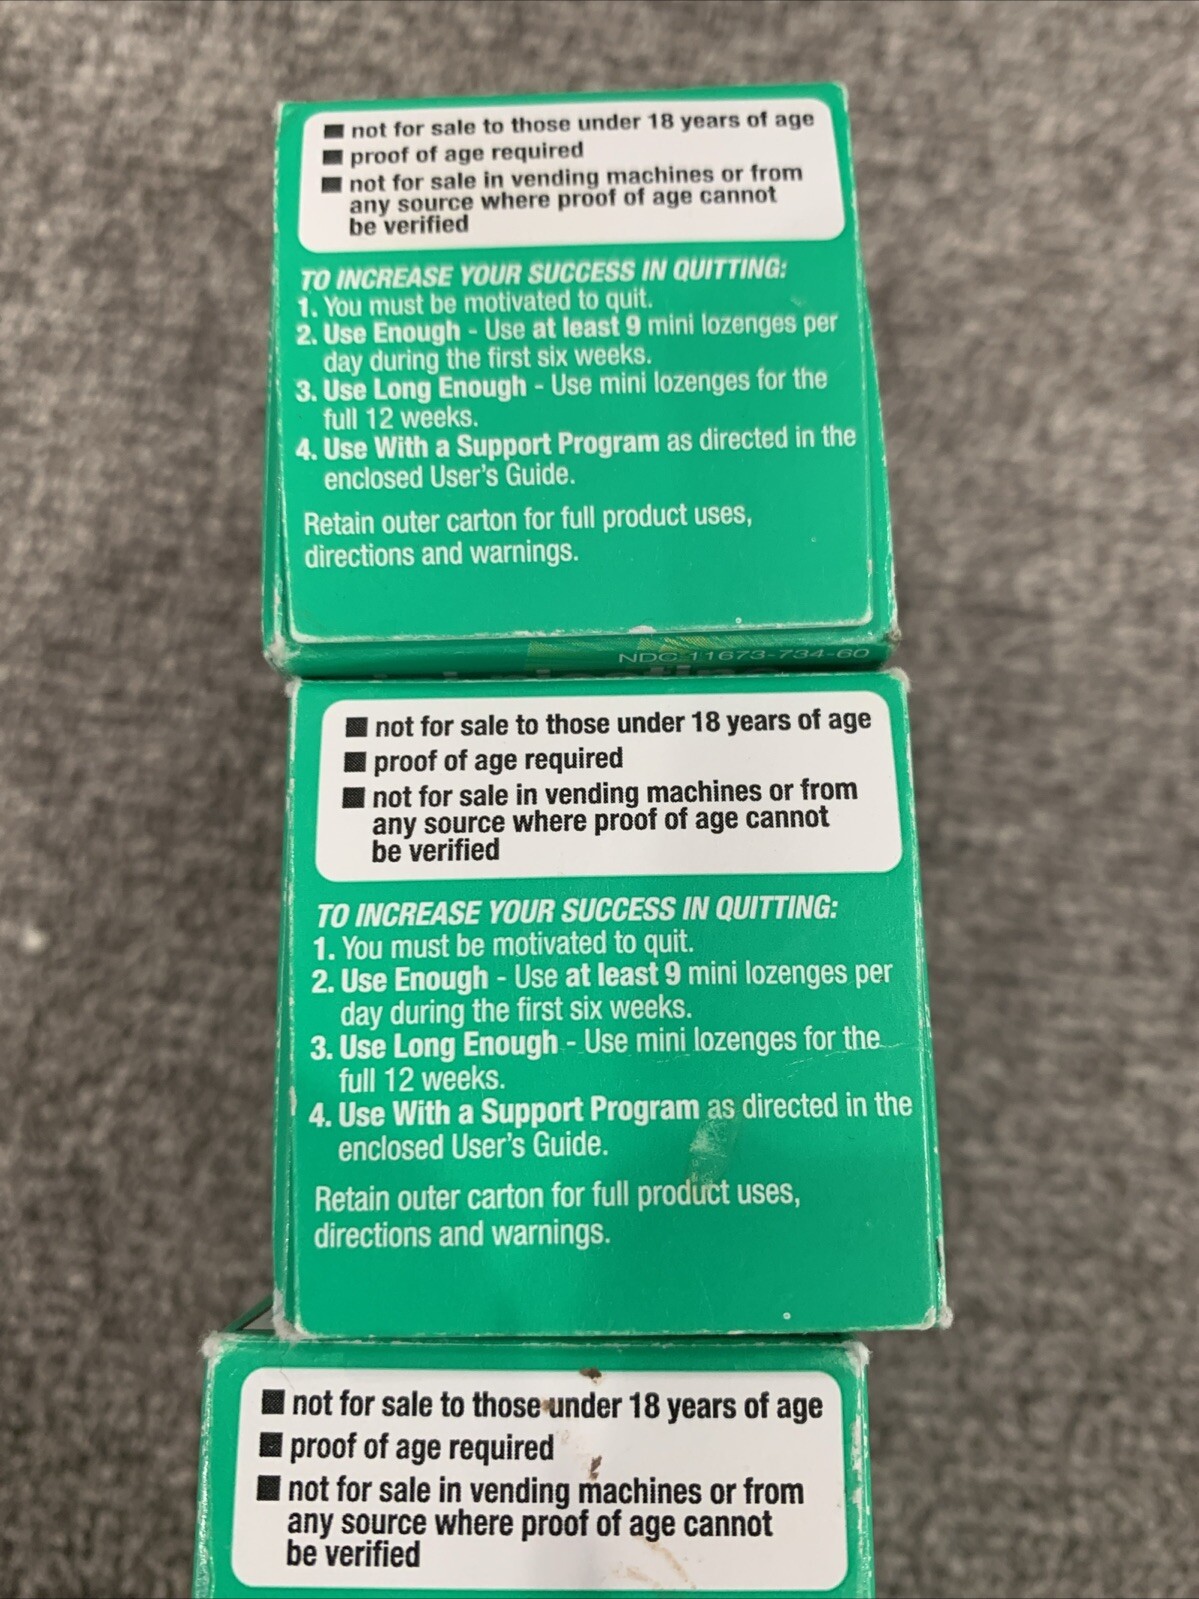 ■ not for sale to those under 18 years of age
■ proof of age required
■ not for sale in vending machines or from
any source where proof of age cannot
be verified
TO INCREASE YOUR SUCCESS IN QUITTING:
1. You must be motivated to quit.
2. Use Enough - Use at least 9 mini lozenges per
day during the first six weeks.
3. Use Long Enough - Use mini lozenges for the
full 12 weeks.
4. Use With a Support Program as directed in the
enclosed User's Guide.
Retain outer carton for full product uses,
directions and warnings.
NDC 11673-734-60
■ not for sale to those under 18 years of age
■ proof of age required
■ not for sale in vending machines or from
any source where proof of age cannot
be verified
TO INCREASE YOUR SUCCESS IN QUITTING:
1. You must be motivated to quit.
2. Use Enough - Use at least 9 mini lozenges per
day during the first six weeks.
3. Use Long Enough - Use mini lozenges for the
full 12 weeks.
4. Use With a Support Program as directed in the
enclosed User's Guide.
Retain outer carton for full product uses,
directions and warnings.
■ not for sale to those under 18 years of age
■ proof of age required
■ not for sale in vending machines or from
any source where proof of age cannot
be verified